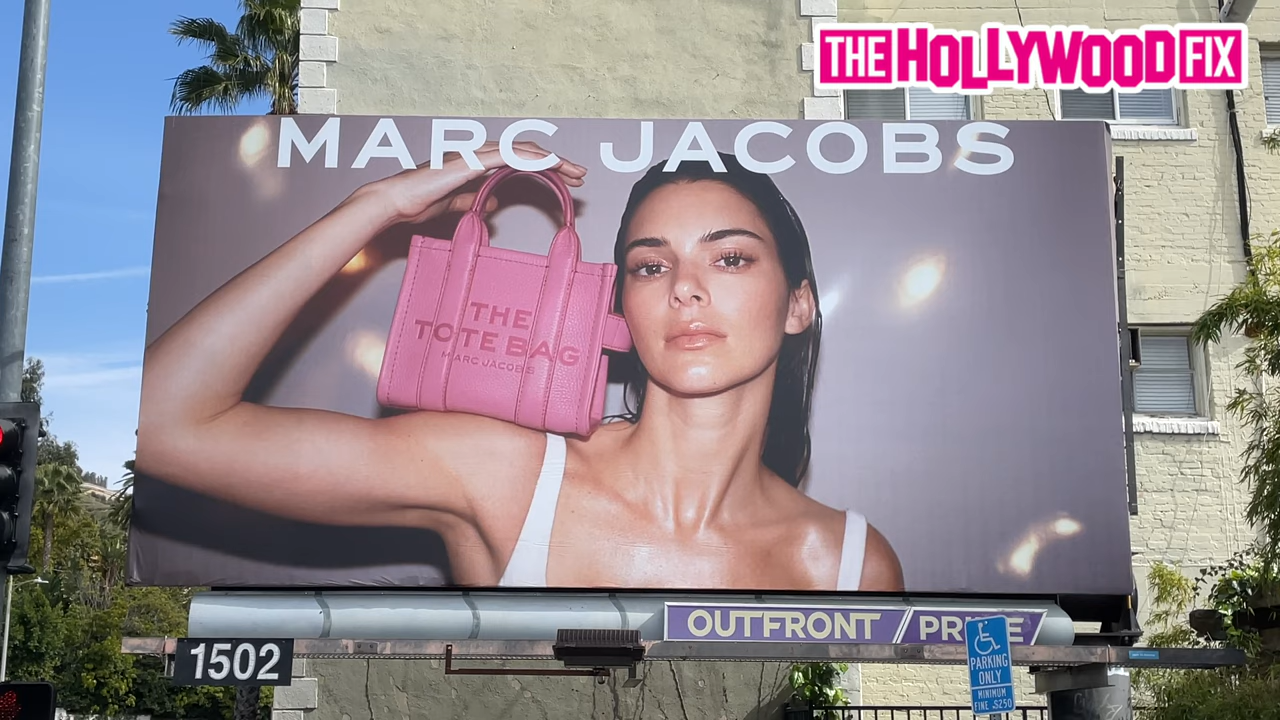 THE HOLLYWOOD FIX
MARC JACOBS
THE
TOTE BAG
MARC JACOBS
OUTFRONT/PRIME
1502
PARKING
ONLY
MINIMUM
FINE $250